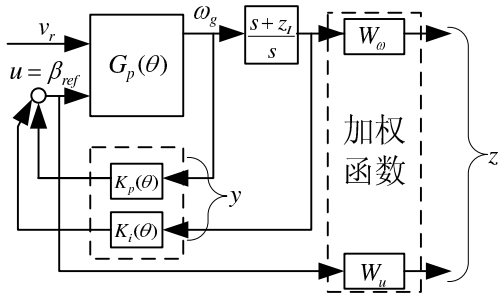 v_r
ω_g
G_p(θ)
s+z_I
s
W_ω
u=β_ref
加权
函数
K_p(θ)
K_i(θ)
y
z
W_u